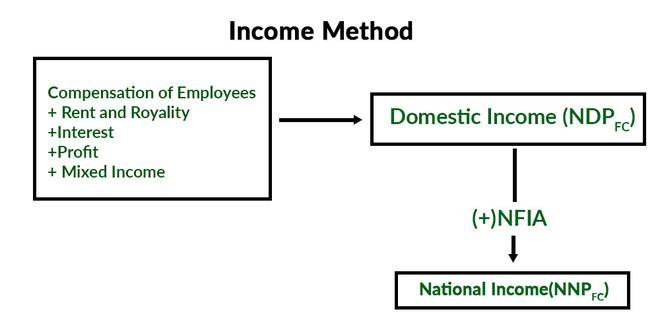 Income Method
Compensation of Employees
+ Rent and Royality
+Interest
+Profit
+ Mixed Income
Domestic Income (NDPFC)
(+)NFIA
National Income(NNPFC)